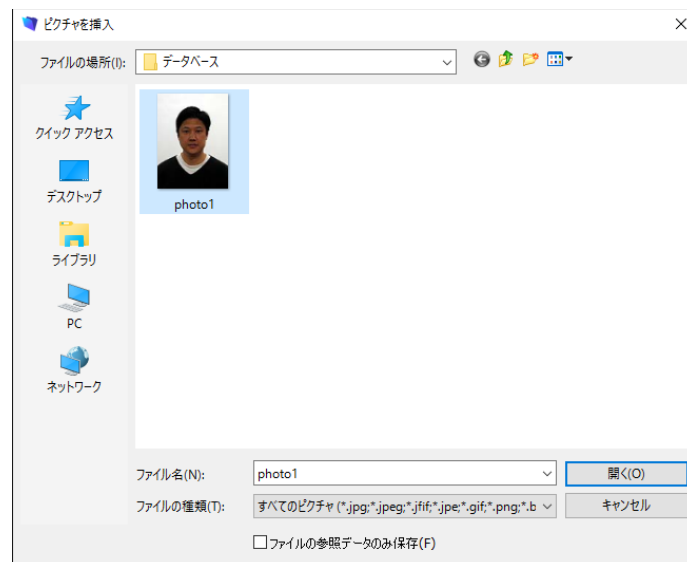 ピクチャを挿入
ファイルの場所(I):
データベース
クイック アクセス
デスクトップ
ライブラリ
PC
ネットワーク
photo1
ファイル名(N):
photo1
開く(O)
ファイルの種類(T):
すべてのピクチャ (*.jpg;*.jpeg;*.jfif;*.jpe;*.gif;*.png;*.b
キャンセル
ファイルの参照データのみ保存(F)